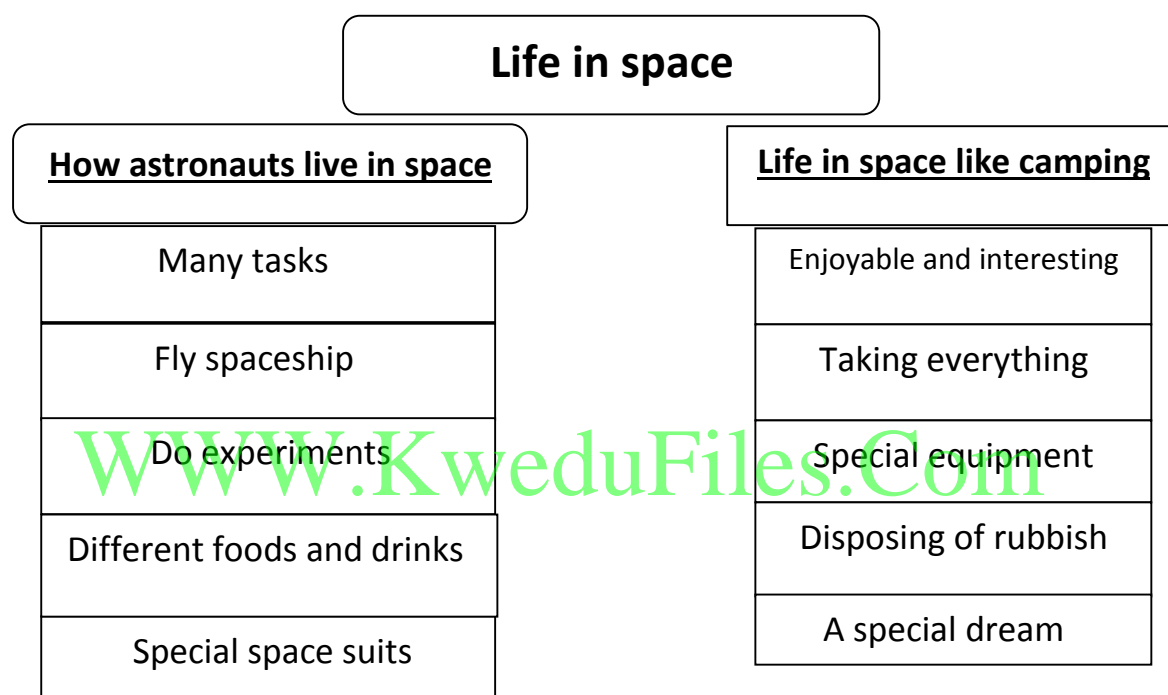 Life in space
How astronauts live in space
Many tasks
Fly spaceship
Do experiments
Different foods and drinks
Special space suits
Life in space like camping
Enjoyable and interesting
Taking everything
Special equipment
Disposing of rubbish
A special dream
WWW.KweduFiles.Com